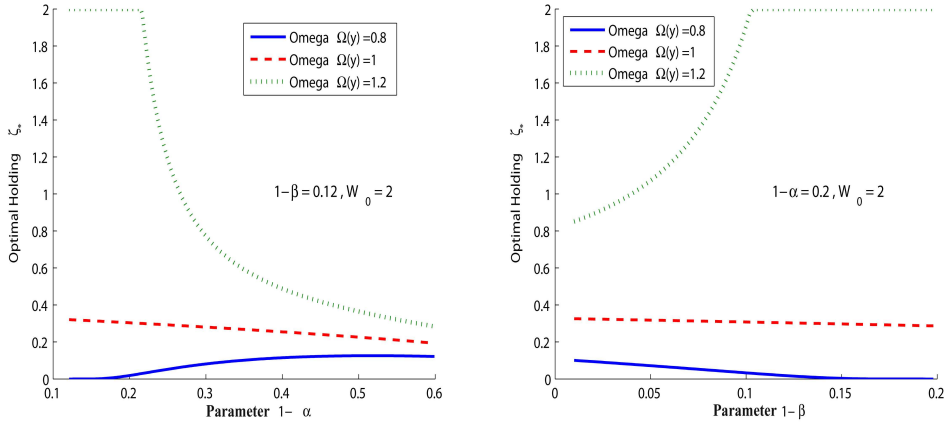 2
1.8
1.6
1.4
1.2
1
0.8
0.6
0.4
0.2
0
Optimal Holding ζ*
Omega Ω(y) =0.8
Omega Ω(y) =1
Omega Ω(y) =1.2
1−β = 0.12 , W 0 = 2
0.1 0.2 0.3 0.4 0.5 0.6
Parameter 1− α
2
1.8
1.6
1.4
1.2
1
0.8
0.6
0.4
0.2
0
Optimal Holding ζ*
Omega Ω(y) =0.8
Omega Ω(y) =1
Omega Ω(y) =1.2
1−α = 0.2 , W 0 = 2
0 0.05 0.1 0.15 0.2
Parameter 1− β